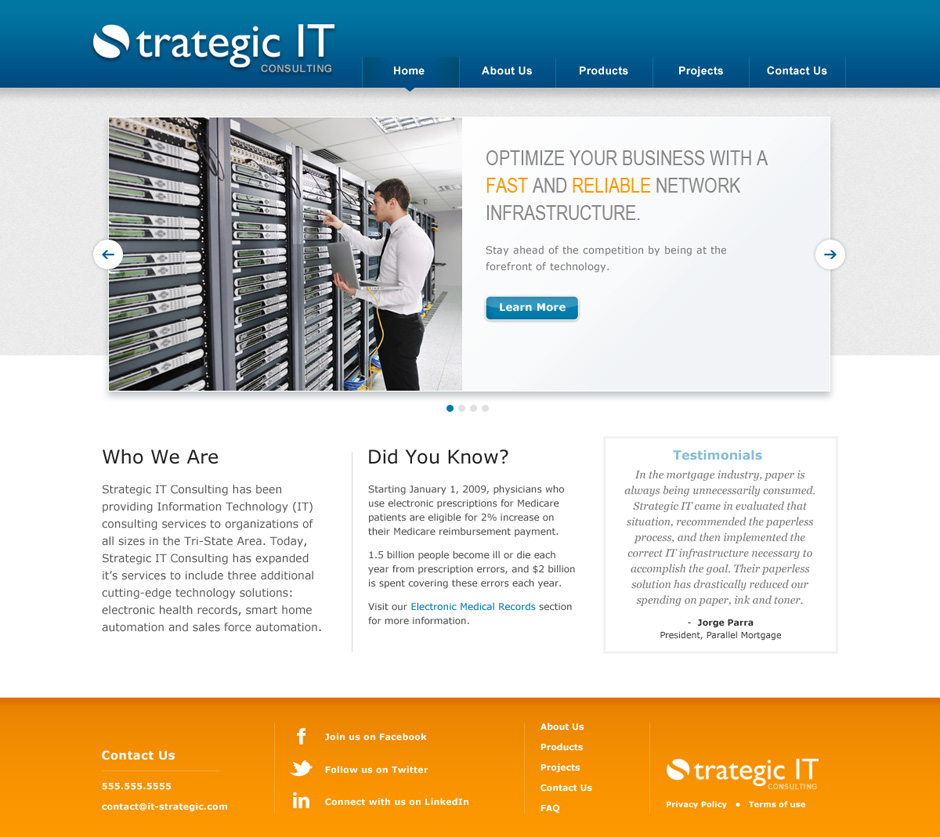 Strategic IT
CONSULTING
Home About Us Products Projects Contact Us
OPTIMIZE YOUR BUSINESS WITH A
FAST AND RELIABLE NETWORK
INFRASTRUCTURE.
Stay ahead of the competition by being at the
forefront of technology.
Learn More
Who We Are
Strategic IT Consulting has been
providing Information Technology (IT)
consulting services to organizations of
all sizes in the Tri-State Area. Today,
Strategic IT Consulting has expanded
it's services to include three additional
cutting-edge technology solutions:
electronic health records, smart home
automation and sales force automation.
Did You Know?
Starting January 1, 2009, physicians who
use electronic prescriptions for Medicare
patients are eligible for 2% increase on
their Medicare reimbursement payment.
1.5 billion people become ill or die each
year from prescription errors, and $2 billion
is spent covering these errors each year.
Visit our Electronic Medical Records section
for more information.
Testimonials
In the mortgage industry, paper is
always being unnecessarily consumed.
Strategic IT came in evaluated that
situation, recommended the paperless
process, and then implemented the
correct IT infrastructure necessary to
accomplish the goal. Their paperless
solution has drastically reduced our
spending on paper, ink and toner.
- Jorge Parra
President, Parallel Mortgage
Contact Us
555.555.5555
contact@it-strategic.com
Join us on Facebook
Follow us on Twitter
Connect with us on LinkedIn
About Us
Products
Projects
Contact Us
FAQ
Strategic IT
CONSULTING
Privacy Policy • Terms of use